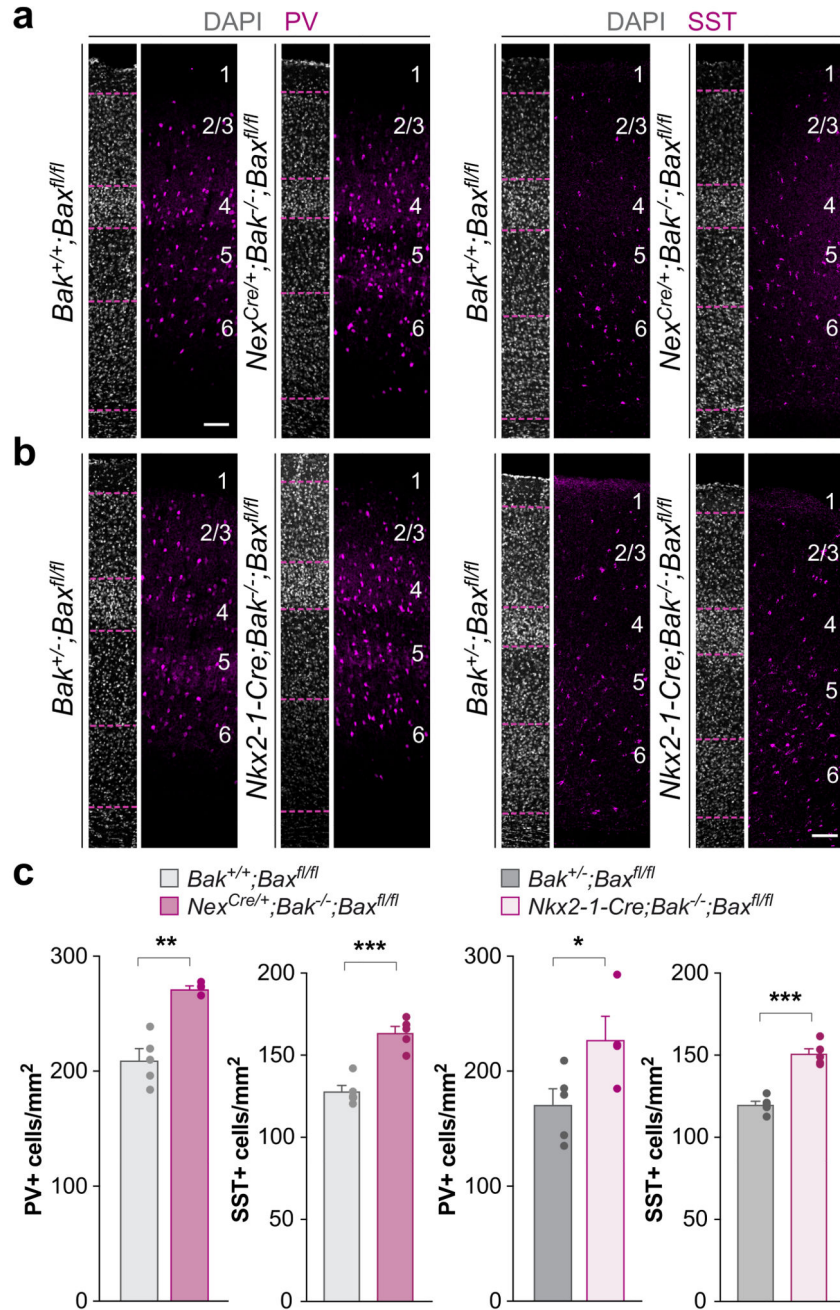 a
DAPI PV
DAPI SST
Bak+/+;Baxfl/fl
1
2/3
4
5
6
NexCre/+;Bak-/-;Baxfl/fl
1
2/3
4
5
6
Bak+/+;Baxfl/fl
1
2/3
4
5
6
NexCre/+;Bak-/-;Baxfl/fl
1
2/3
4
5
6
b
Bak+/-;Baxfl/fl
1
2/3
4
5
6
Nkx2-1-Cre;Bak-/-;Baxfl/fl
1
2/3
4
5
6
Bak+/-;Baxfl/fl
1
2/3
4
5
6
Nkx2-1-Cre;Bak-/-;Baxfl/fl
1
2/3
4
5
6
c
Bak+/+;Baxfl/fl
NexCre/+;Bak-/-;Baxfl/fl
Bak+/-;Baxfl/fl
Nkx2-1-Cre;Bak-/-;Baxfl/fl
PV+ cells/mm2
300
200
100
0
**
SST+ cells/mm2
200
150
100
50
0
***
PV+ cells/mm2
300
200
100
0
*
SST+ cells/mm2
200
150
100
50
0
***